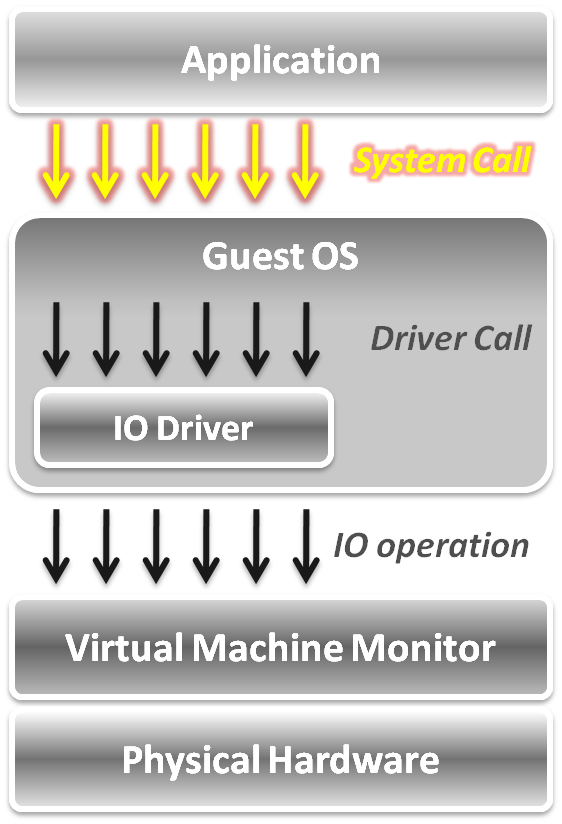 Application
System Call
Guest OS
Driver Call
IO Driver
IO operation
Virtual Machine Monitor
Physical Hardware